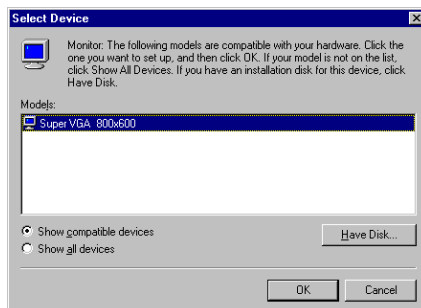 Select Device
Monitor: The following models are compatible with your hardware. Click the
one you want to set up, and then click OK. If your model is not on the list,
click Show All Devices. If you have an installation disk for this device, click
Have Disk.
Models:
Super VGA 800x600
Show compatible devices
Show all devices
Have Disk...
OK
Cancel